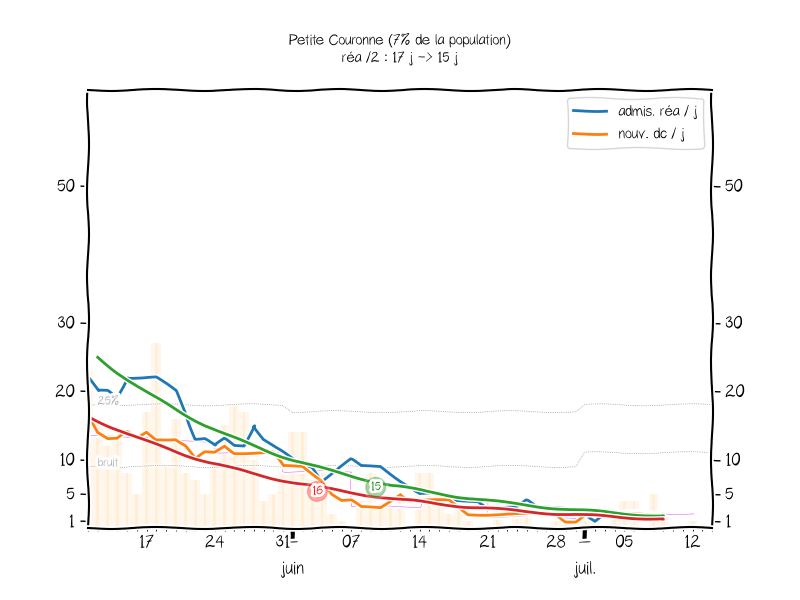 Petite Couronne (7% de la population)
réa /2 : 17 j -> 15 j
admis. réa / j
nouv. dc / j
50 50
30 30
20 20
25%
10 10
bruit
5 5
16 15
1 1
17 24 31 07 14 21 28 05 12
juin juil.